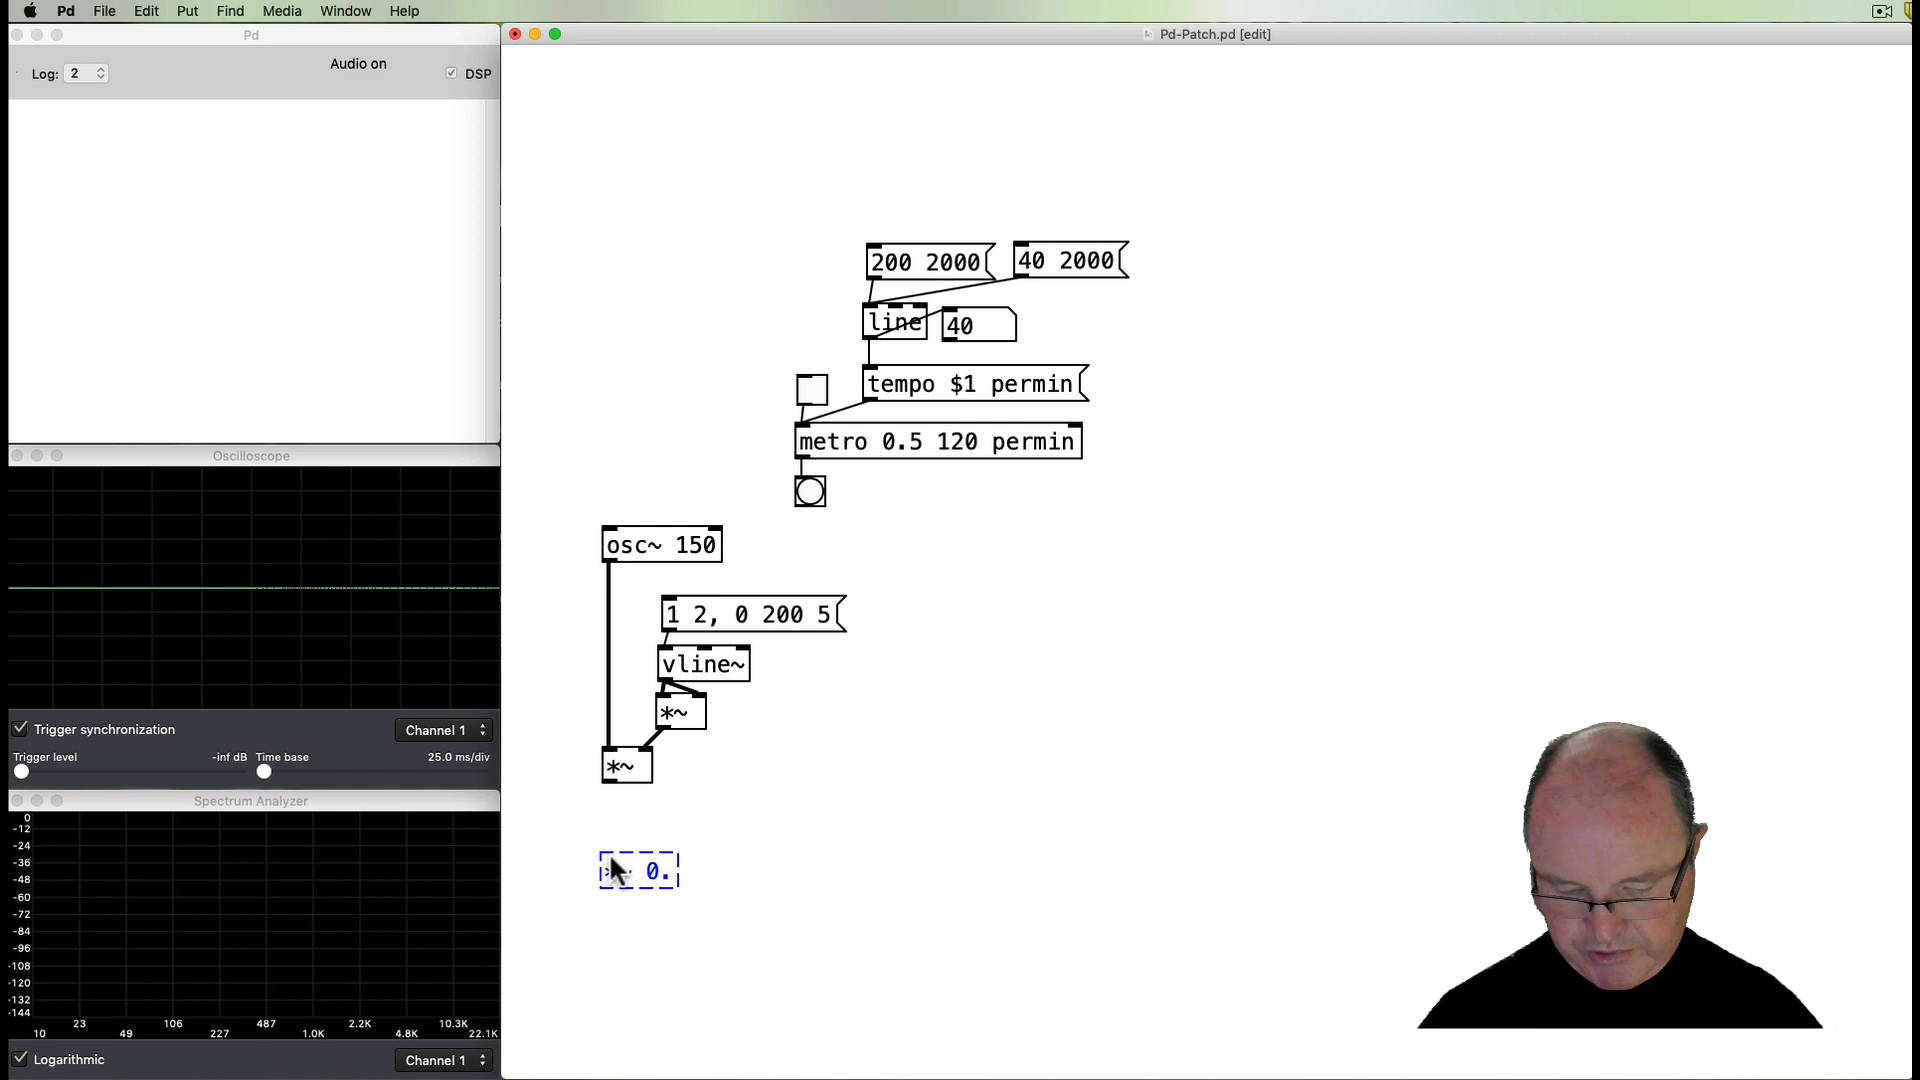 Pd File Edit Put Find Media Window Help
Pd
Log: 2
Audio on
DSP
Oscilloscope
Trigger synchronization
Channel 1
Trigger level
-inf dB
Time base
25.0 ms/div
Spectrum Analyzer
0
-12
-24
-36
-48
-60
-72
-84
-96
-108
-120
-132
-144
23 106 487 2.2K 10.3K
10 49 227 1.0K 4.8K 22.1K
Logarithmic
Channel 1
Pd-Patch.pd [edit]
200 2000
40 2000
line
40
tempo $1 permin
metro 0.5 120 permin
osc~ 150
1 2, 0 200 5
vline~
*~
*~
0.